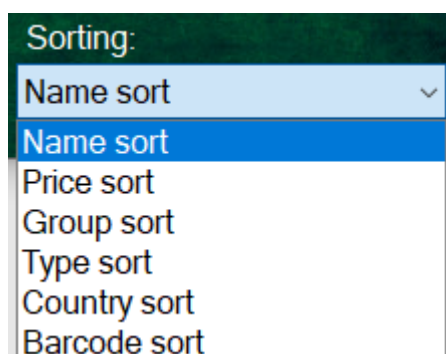 Sorting:
Name sort
Name sort
Price sort
Group sort
Type sort
Country sort
Barcode sort